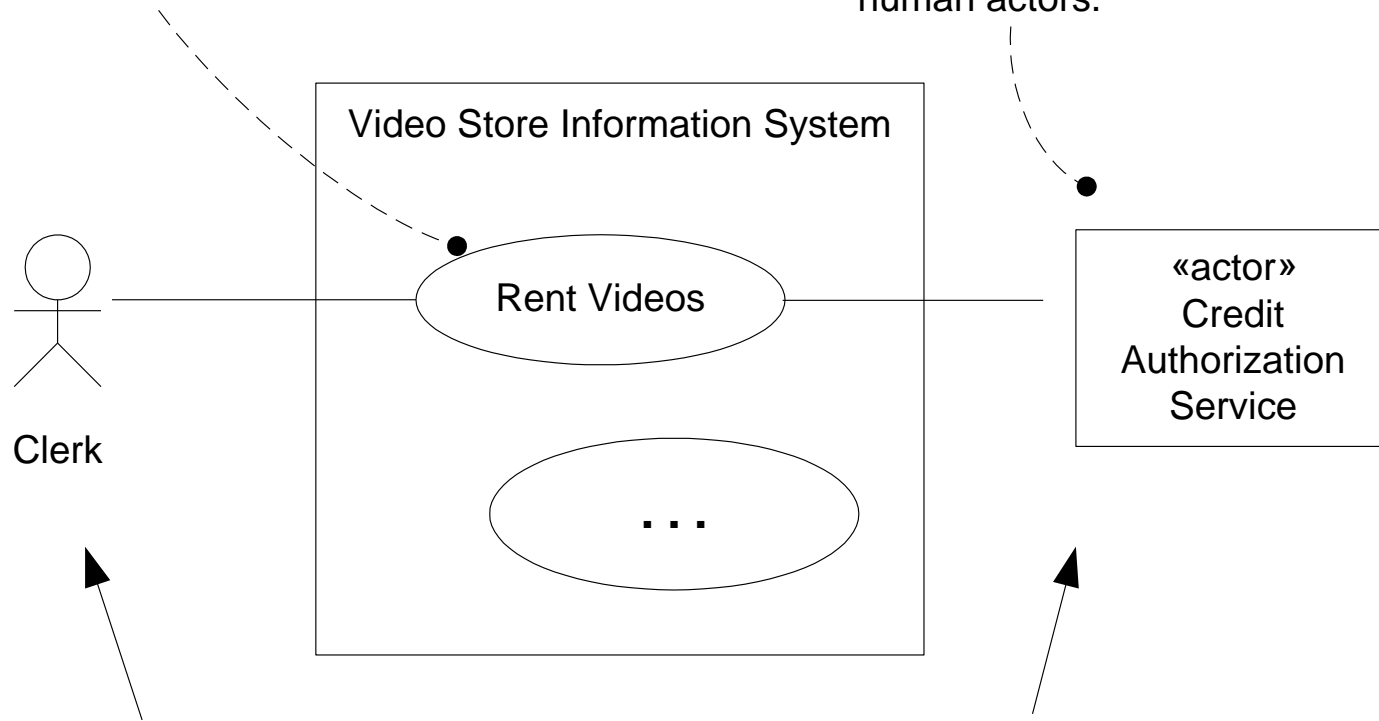 human actors.
Video Store Information System
Rent Videos
«actor»
Credit
Authorization
Service
Clerk
. . .